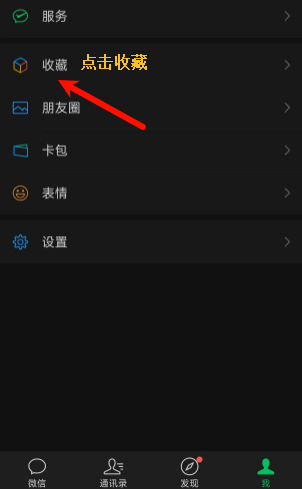 服务
收藏 点击收藏
朋友圈
卡包
表情
设置
微信 通讯录 发现 我